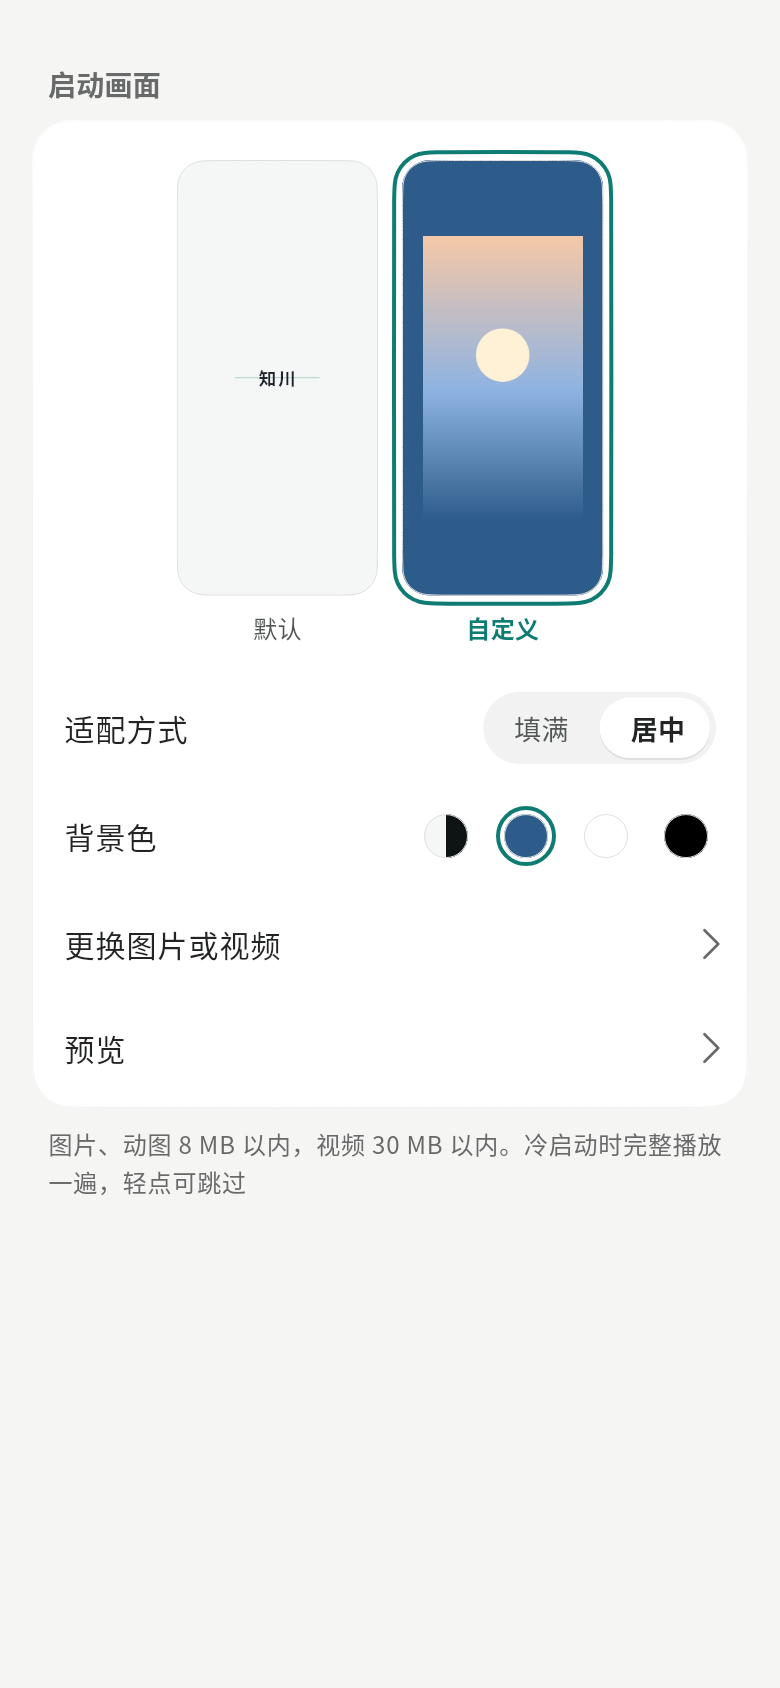 启动画面
知川
默认
自定义
适配方式
填满
居中
背景色
更换图片或视频
预览
图片、动图 8 MB 以内，视频 30 MB 以内。冷启动时完整播放
一遍，轻点可跳过